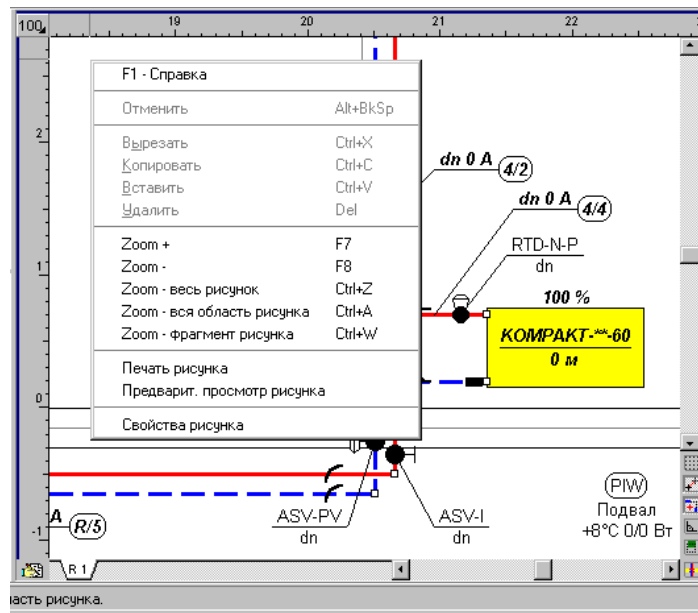 100
19 20 21 22
F1 - Справка
Отменить Alt+BkSp
2
Вырезать Ctrl+X
Копировать Ctrl+C
Вставить Ctrl+V
Удалить Del
dn 0 A 4/2
dn 0 A 4/4
Zoom + F7
Zoom - F8
Zoom - весь рисунок Ctrl+Z
Zoom - вся область рисунка Ctrl+A
Zoom - фрагмент рисунка Ctrl+W
RTD-N-P
dn
1
100 %
КОМПАКТ-**-60
0 м
Печать рисунка
Предварит. просмотр рисунка
0
Свойства рисунка
A R/5
ASV-PV
dn
ASV-I
dn
PIW
Подвал
+8°C 0/0 Вт
-1
R 1
асть рисунка.